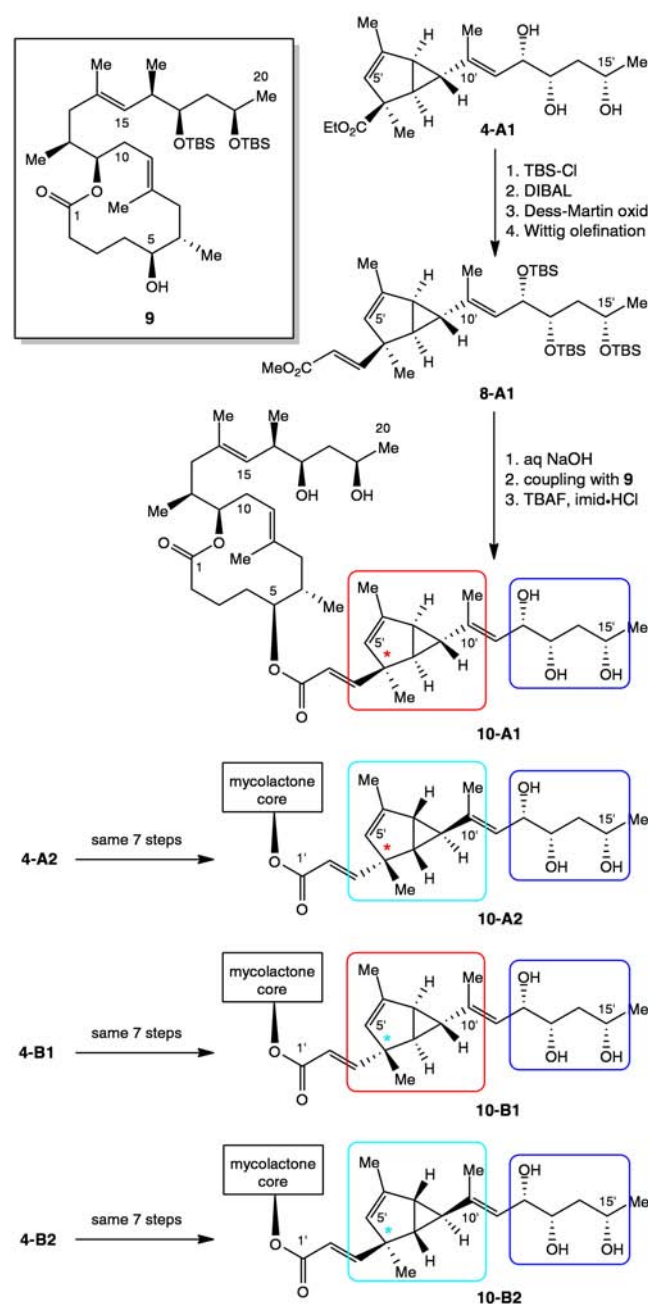 Me
Me
20
Me
15
OTBS
OTBS
Me
10
O
O
1
Me
5
Me
OH
9
Me
H
Me
OH
15'
Me
5'
10'
H
OH
OH
EtO₂C
Me
H
4-A1
1. TBS-Cl
2. DIBAL
3. Dess-Martin oxid
4. Wittig olefination
Me
H
Me
OTBS
15'
Me
5'
10'
H
OTBS
OTBS
MeO₂C
Me
H
8-A1
1. aq NaOH
2. coupling with 9
3. TBAF, imid•HCl
Me
Me
20
Me
15
OH
OH
Me
10
O
O
1
Me
5
Me
Me
H
Me
OH
15'
Me
5'
10'
*
H
OH
OH
O
Me
H
O
10-A1
mycolactone
core
Me
H
Me
OH
15'
Me
4-A2
same 7 steps
O
1'
5'
10'
*
H
OH
OH
O
Me
H
10-A2
mycolactone
core
Me
H
Me
OH
15'
Me
4-B1
same 7 steps
O
1'
5'
10'
*
H
OH
OH
O
Me
H
10-B1
mycolactone
core
Me
H
Me
OH
15'
Me
4-B2
same 7 steps
O
1'
5'
10'
*
H
OH
OH
O
Me
H
10-B2